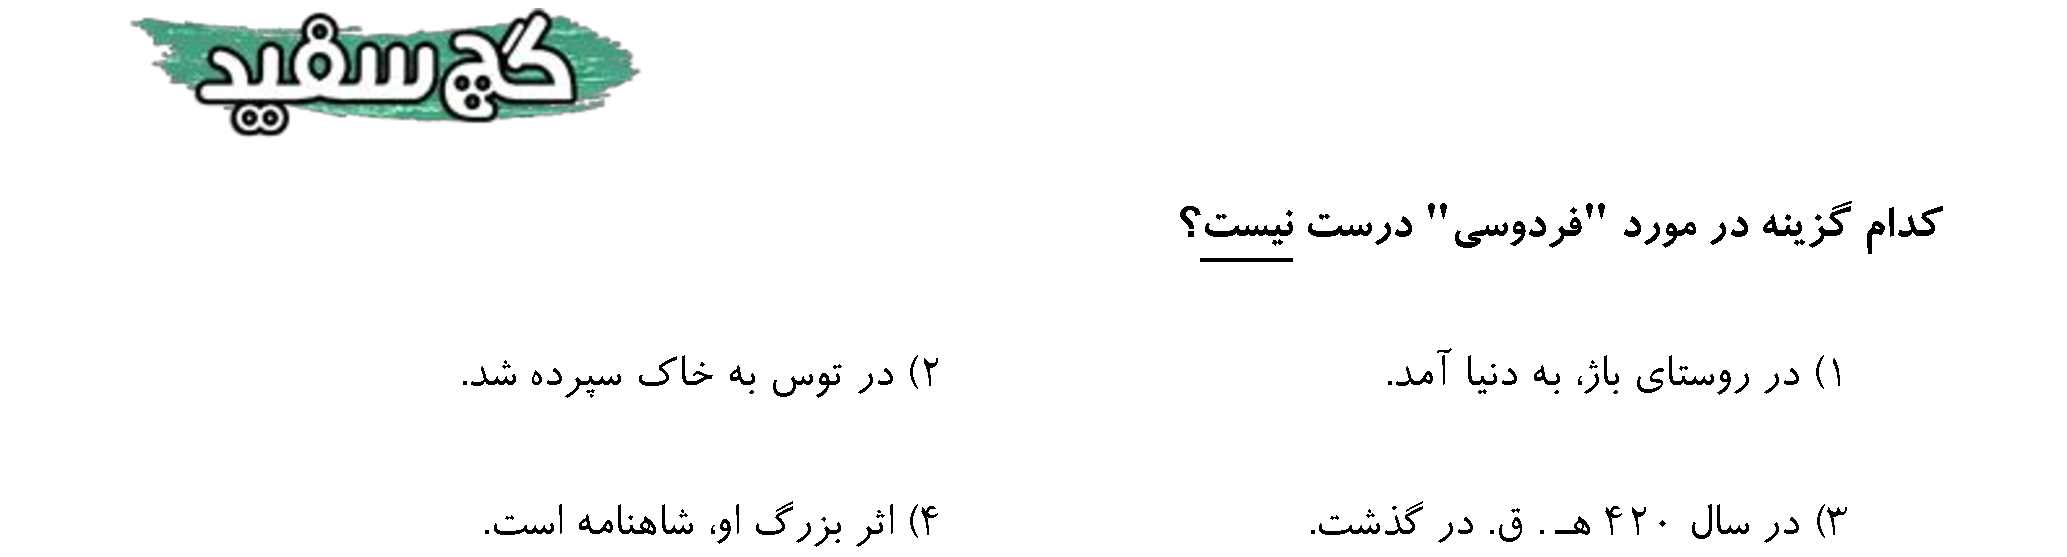 گچ سفید
کدام گزینه در مورد "فردوسی" درست نیست؟
۱) در روستای باژ، به دنیا آمد.
۲) در توس به خاک سپرده شد.
۳) در سال ۴۲۰ هـ . ق. در گذشت.
۴) اثر بزرگ او، شاهنامه است.